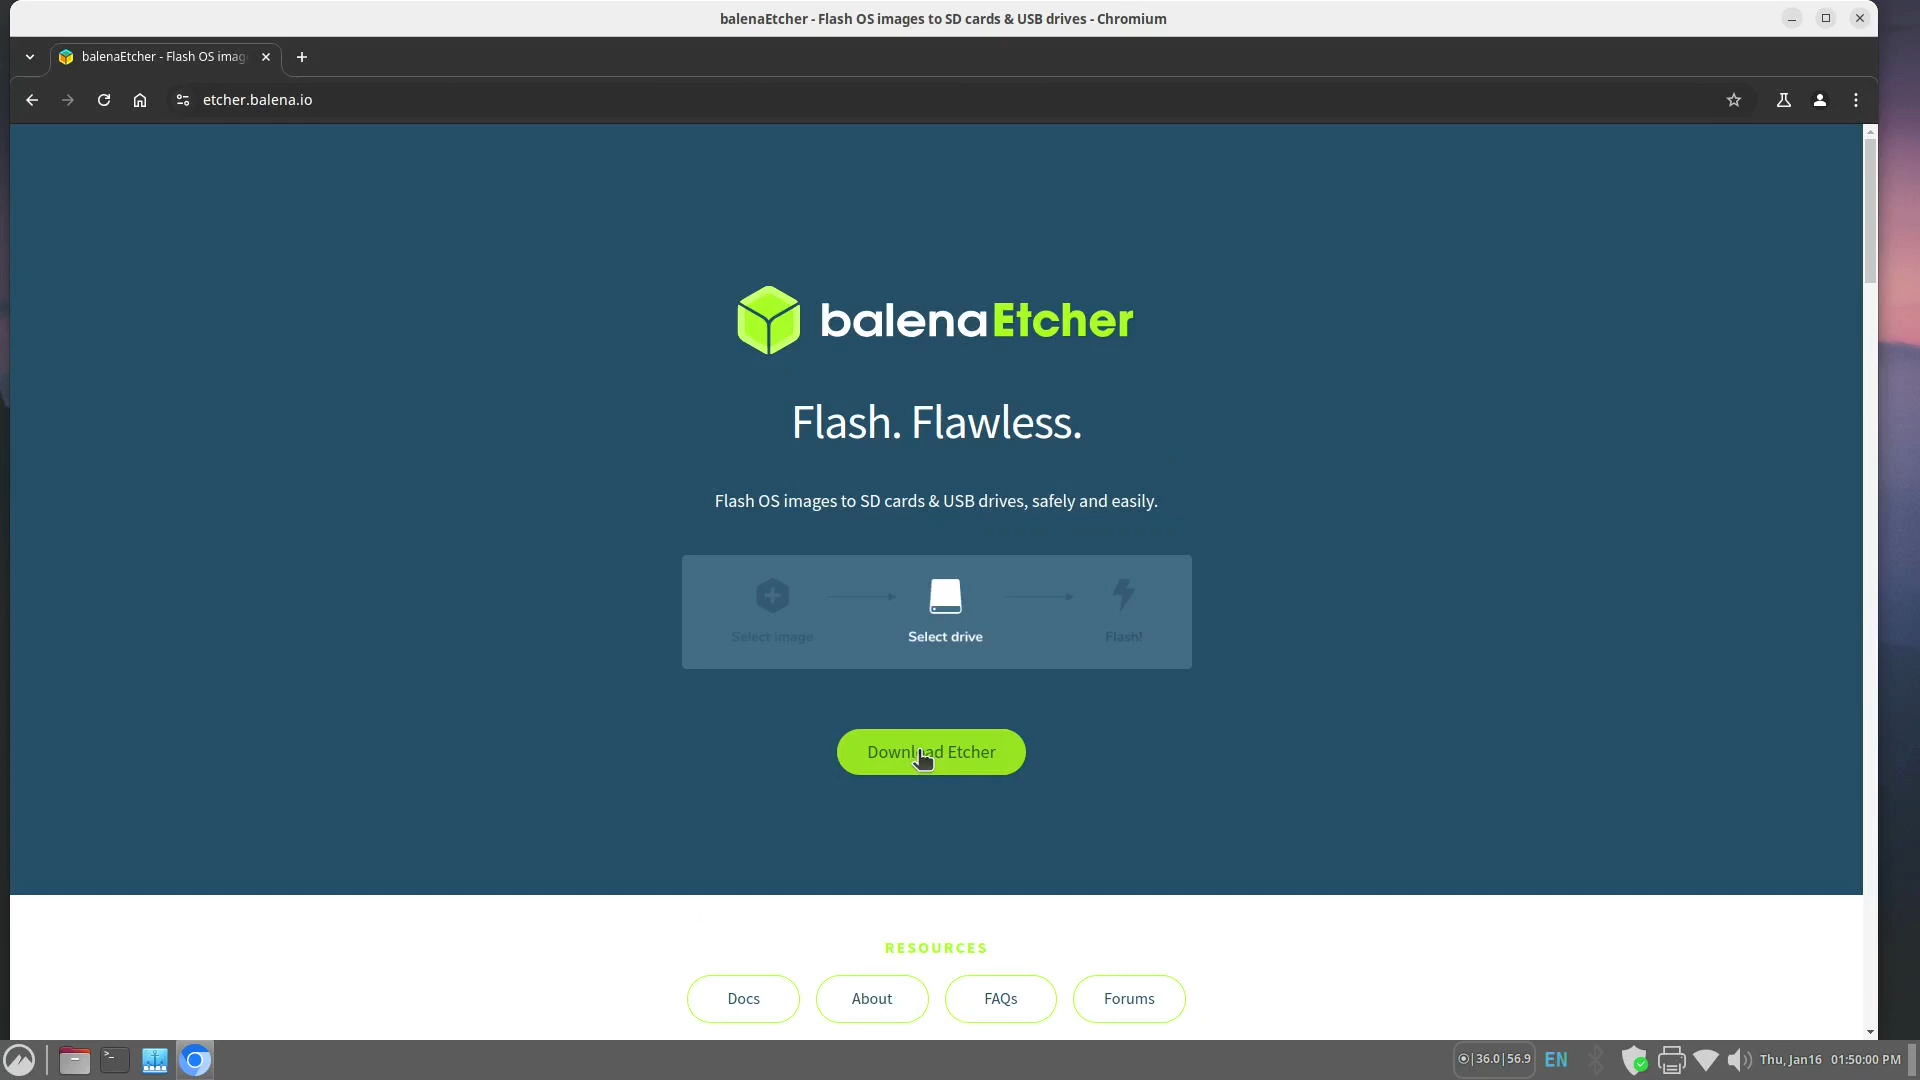 balenaEtcher - Flash OS images to SD cards & USB drives - Chromium
balenaEtcher - Flash OS imag
etcher.balena.io
balenaEtcher
Flash. Flawless.
Flash OS images to SD cards & USB drives, safely and easily.
Select image
Select drive
Flash!
Download Etcher
RESOURCES
Docs
About
FAQs
Forums
36.0|56.9
EN
Thu, Jan16 01:50:00 PM